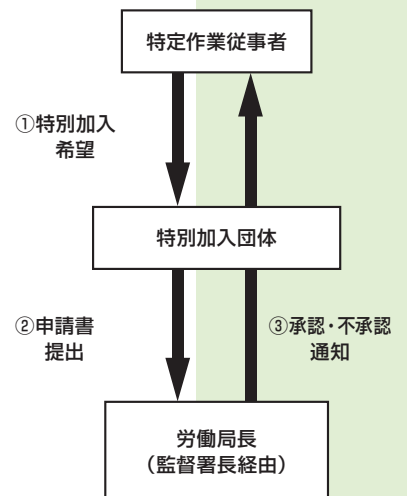 特定作業従事者
①特別加入
希望
特別加入団体
②申請書
提出
③承認・不承認
通知
労働局長
（監督署長経由）